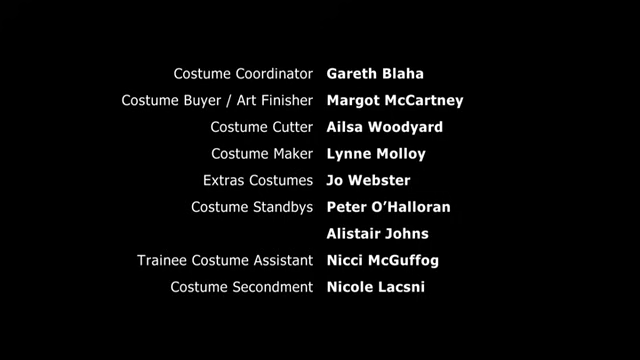 Costume Coordinator Gareth Blaha
Costume Buyer / Art Finisher Margot McCartney
Costume Cutter Ailsa Woodyard
Costume Maker Lynne Molloy
Extras Costumes Jo Webster
Costume Standbys Peter O’Halloran
Alistair Johns
Trainee Costume Assistant Nicci McGuffog
Costume Secondment Nicole Lacsni